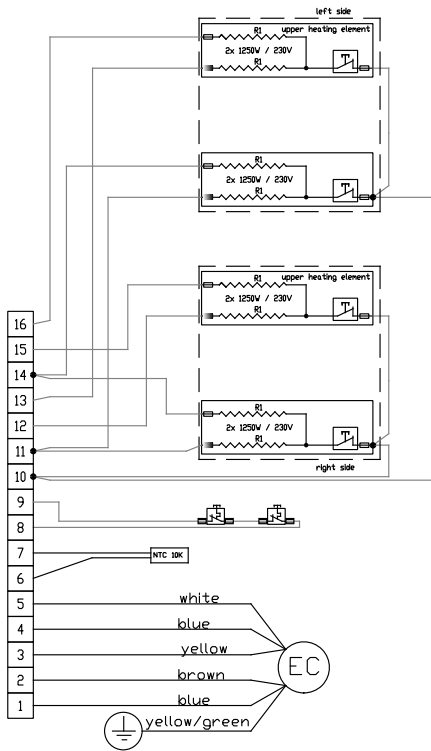 left side
upper heating element
R1
2x 1250W / 230V
R1
R1
2x 1250W / 230V
R1
upper heating element
R1
2x 1250W / 230V
R1
R1
2x 1250W / 230V
R1
right side
16
15
14
13
12
11
10
9
8
7
NTC 10K
6
5 white
4 blue
3 yellow
EC
2 brown
1 blue
yellow/green